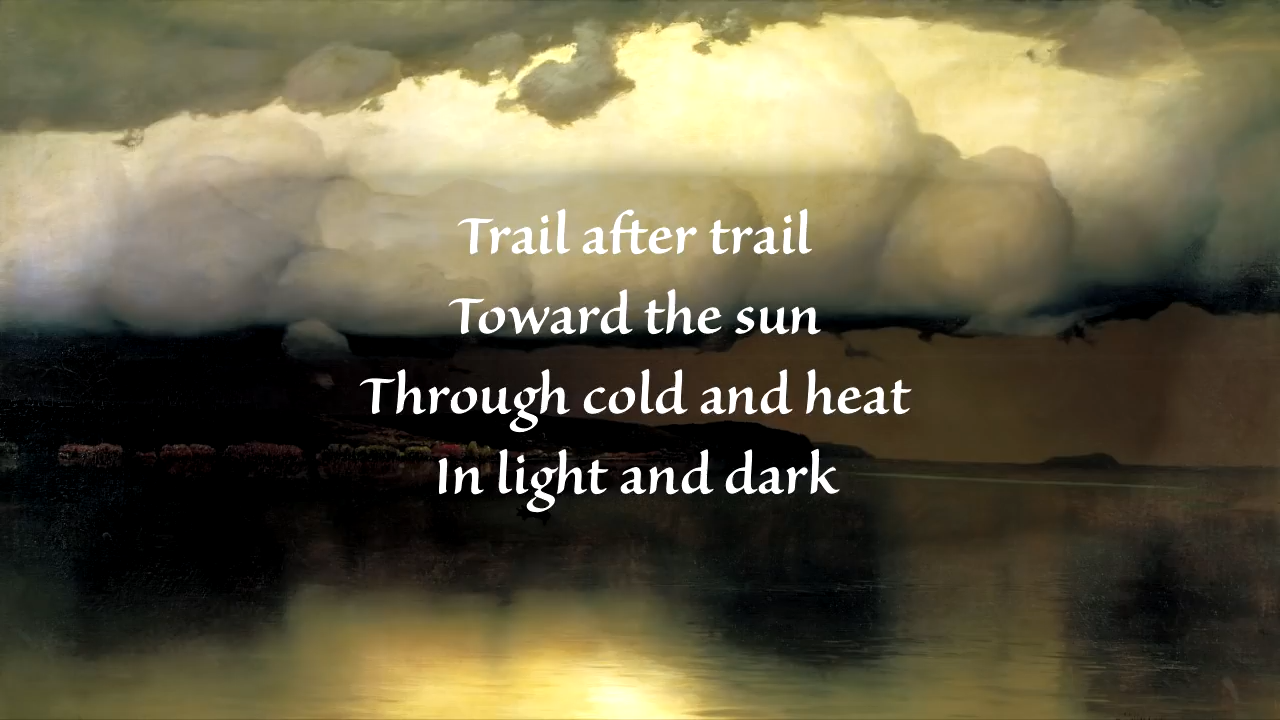 Trail after trail
Toward the sun
Through cold and heat
In light and dark